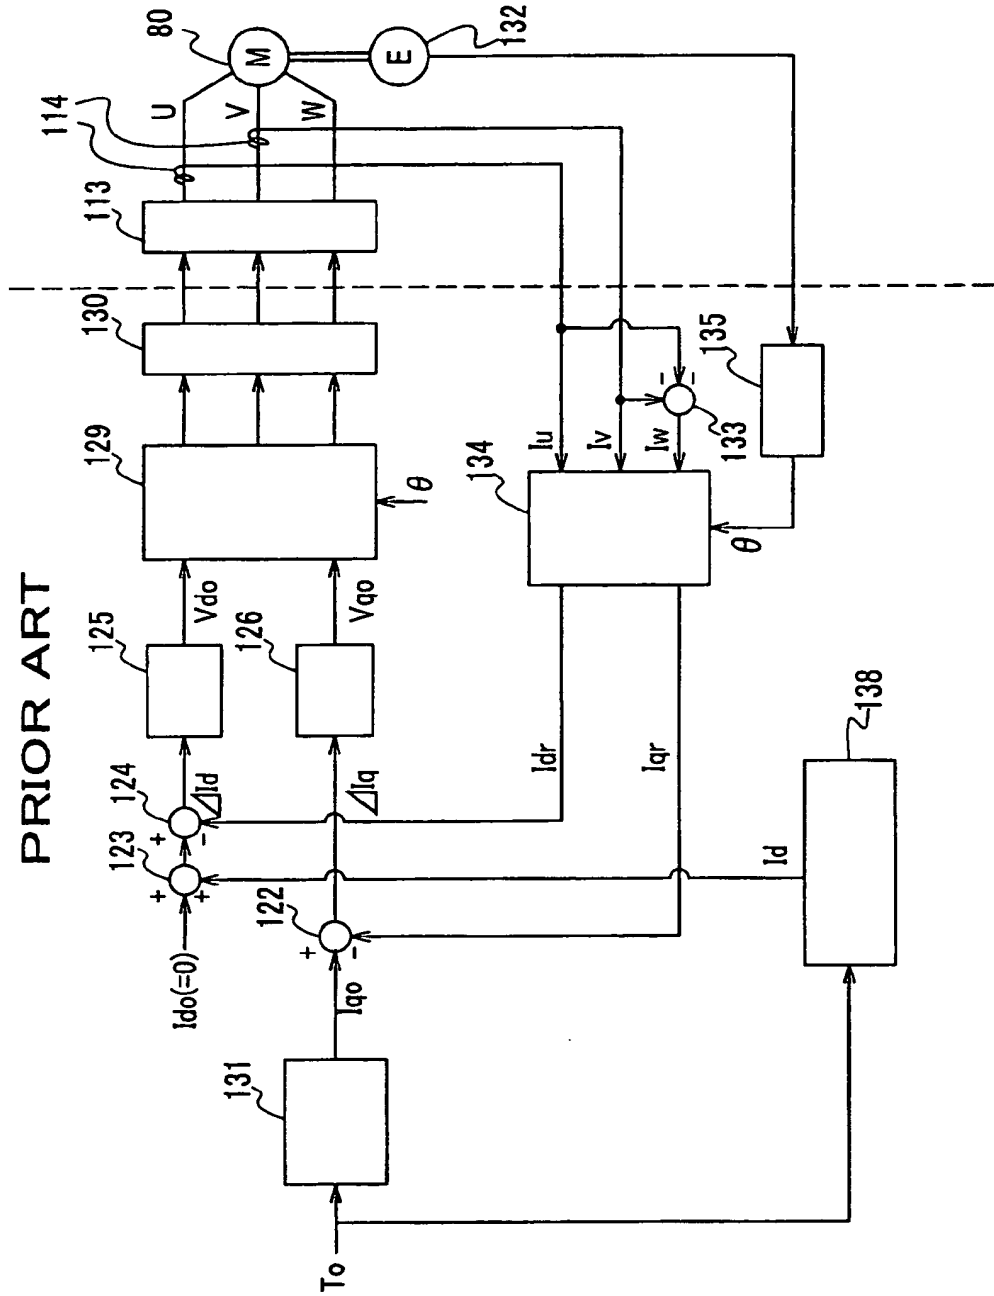 PRIOR ART
To
131
Iqo
Ido(=0)
+
+
123
+
-
124
ΔId
+
-
122
ΔIq
125
Vdo
126
Vqo
129
θ
130
113
114
U
V
W
80
M
E
132
Iu
Iv
Iw
-
-
133
134
θ
135
Idr
Iqr
Id
138